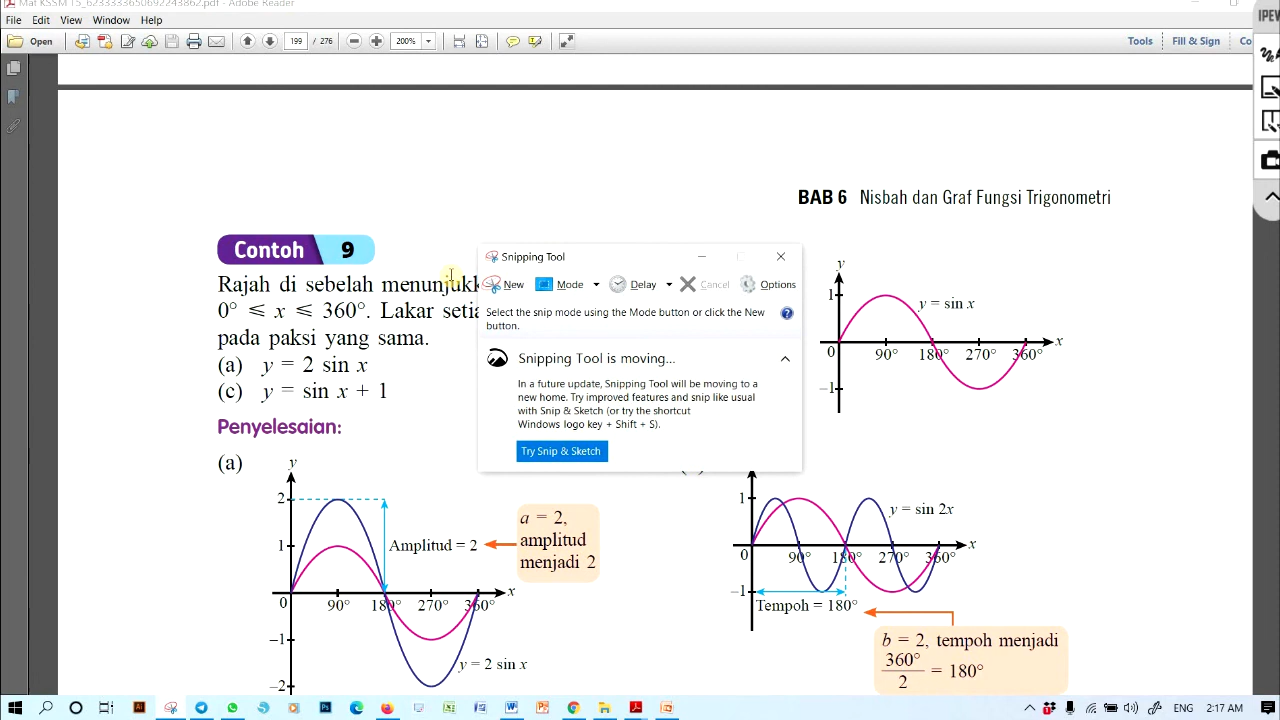 Mat KSSM T5_6233333650692243862.pdf - Adobe Reader
File Edit View Window Help
Open
199 / 276
200%
Tools
Fill & Sign
BAB 6 Nisbah dan Graf Fungsi Trigonometri
Contoh 9
Rajah di sebelah
0° ⩽ x ⩽ 360°. Lakar
pada paksi yang sama.
(a) y = 2 sin x
(c) y = sin x + 1
Penyelesaian:
Snipping Tool
New
Mode
Delay
Cancel
Options
Select the snip mode using the Mode button or click the New
button.
Snipping Tool is moving...
In a future update, Snipping Tool will be moving to a
new home. Try improved features and snip like usual
with Snip & Sketch (or try the shortcut
Windows logo key + Shift + S).
Try Snip & Sketch
y
1
y = sin x
0
90° 180° 270° 360°
x
–1
(a)
y
2
1
Amplitud = 2
0
90° 180° 270° 360°
x
–1
–2
y = 2 sin x
a = 2,
amplitud
menjadi 2
1
y = sin 2x
0
90° 180° 270° 360°
x
–1
Tempoh = 180°
b = 2, tempoh menjadi
360°/2 = 180°
ENG
2:17 AM